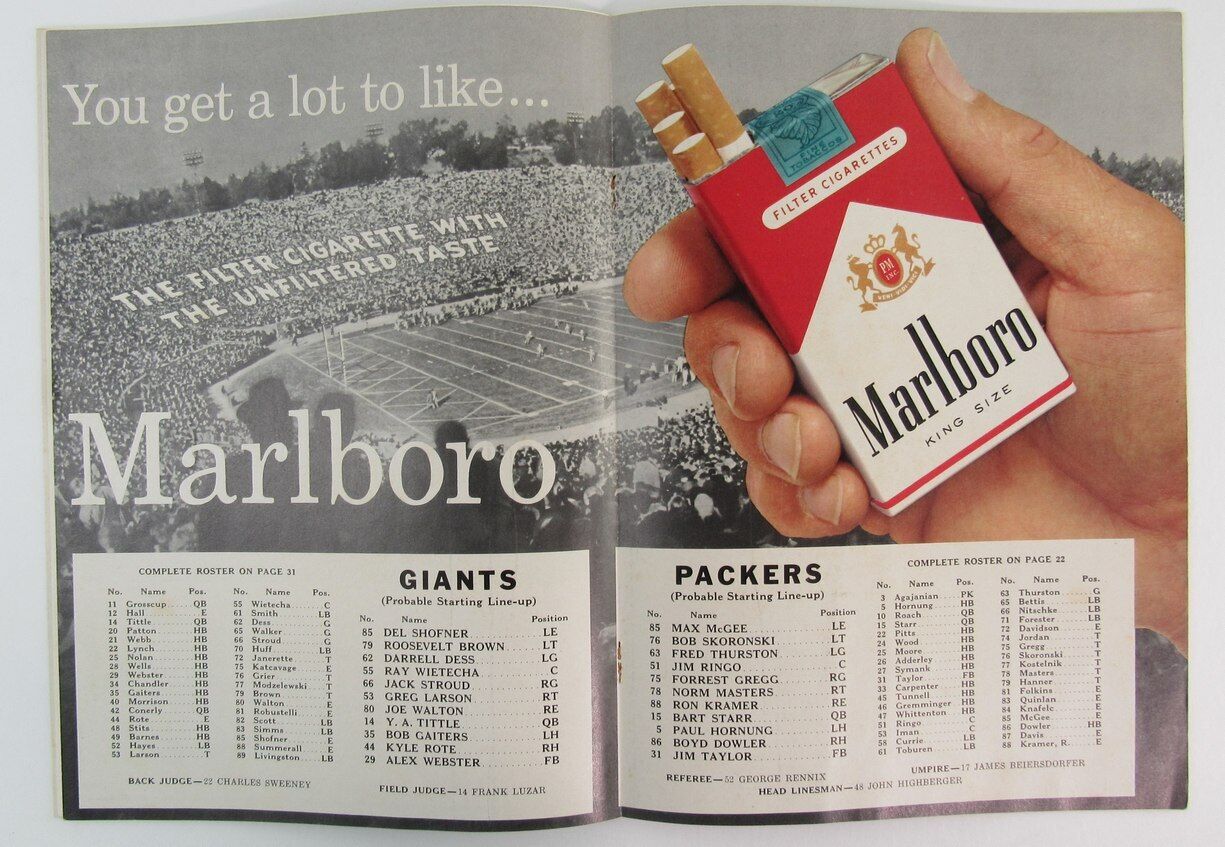 You get a lot to like...
THE FILTER CIGARETTE WITH
THE UNFILTERED TASTE
Marlboro
FINE
TOBACCOS
FILTER CIGARETTES
PM
INC.
VENI·VIDI·VICI
Marlboro
KING SIZE
COMPLETE ROSTER ON PAGE 31
No. Name Pos.
11 Grosscup QB
12 Hall E
14 Tittle QB
20 Patton HB
21 Webb HB
22 Lynch HB
25 Nolan HB
28 Wells HB
29 Webster HB
34 Chandler HB
35 Gaiters HB
40 Morrison HB
42 Conerly QB
44 Rote E
48 Stits HB
49 Barnes HB
52 Hayes LB
53 Larson T
55 Wietecha C
61 Smith LB
62 Dess G
65 Walker G
66 Stroud G
70 Huff LB
72 Janerette T
75 Katcavage E
76 Grier T
77 Modzelewski T
79 Brown T
80 Walton E
81 Robustelli E
82 Scott LB
83 Simms LB
85 Shofner E
88 Summerall E
89 Livingston LB
GIANTS
(Probable Starting Line-up)
No. Name Position
85 DEL SHOFNER LE
79 ROOSEVELT BROWN LT
62 DARRELL DESS LG
55 RAY WIETECHA C
66 JACK STROUD RG
53 GREG LARSON RT
80 JOE WALTON RE
14 Y. A. TITTLE QB
35 BOB GAITERS LH
44 KYLE ROTE RH
29 ALEX WEBSTER FB
BACK JUDGE—22 CHARLES SWEENEY
FIELD JUDGE—14 FRANK LUZAR
PACKERS
(Probable Starting Line-up)
No. Name Position
85 MAX McGEE LE
76 BOB SKORONSKI LT
63 FRED THURSTON LG
51 JIM RINGO C
75 FORREST GREGG RG
78 NORM MASTERS RT
88 RON KRAMER RE
15 BART STARR QB
5 PAUL HORNUNG LH
86 BOYD DOWLER RH
31 JIM TAYLOR FB
COMPLETE ROSTER ON PAGE 22
No. Name Pos.
3 Agajanian PK
5 Hornung HB
10 Roach QB
15 Starr QB
22 Pitts HB
24 Wood HB
25 Moore HB
26 Adderley HB
27 Symank HB
31 Taylor FB
33 Carpenter HB
45 Tunnell HB
46 Gremminger HB
47 Whittenton HB
51 Ringo C
53 Iman C
58 Currie LB
61 Toburen LB
No. Name Pos.
63 Thurston G
65 Bettis LB
66 Nitschke LB
71 Forester LB
72 Davidson E
74 Jordan T
75 Gregg T
76 Skoronski T
77 Kostelnik T
78 Masters T
79 Hanner T
81 Folkins E
83 Quinlan E
84 Knafelc E
85 McGee E
86 Dowler HB
87 Davis E
88 Kramer, R. E
REFEREE—52 GEORGE RENNIX
UMPIRE—17 JAMES BEIERSDORFER
HEAD LINESMAN—48 JOHN HIGHBERGER